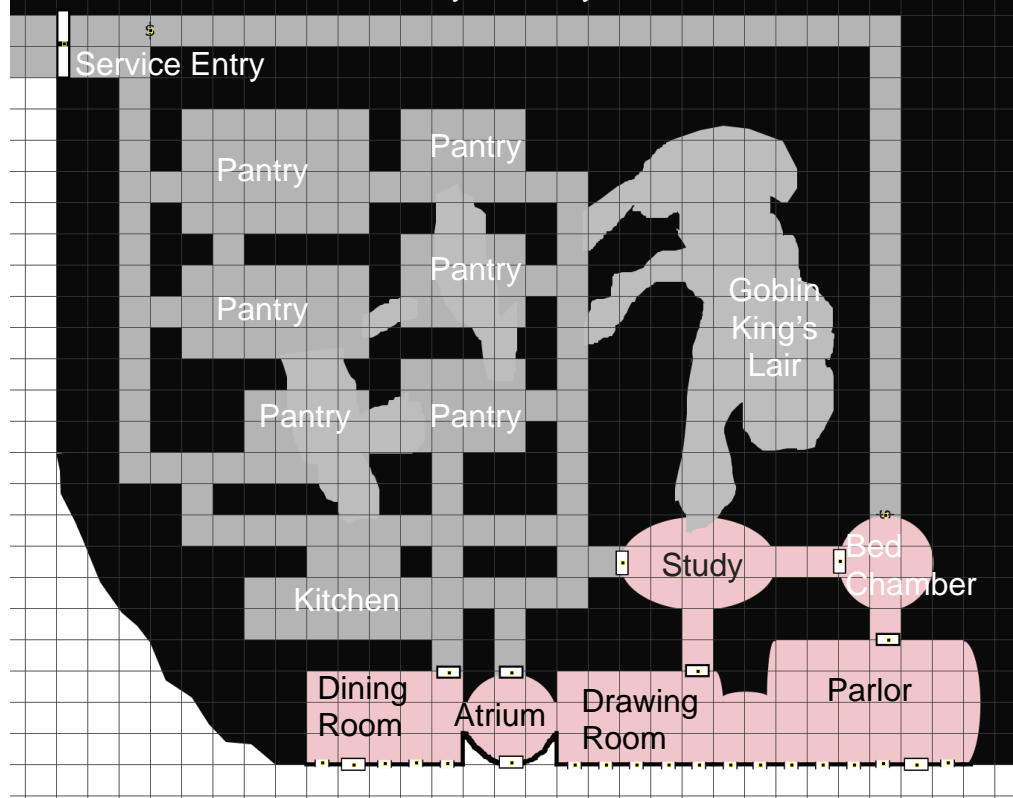 S
Service Entry
Pantry
Pantry
Pantry
Pantry
Goblin
King's
Lair
Pantry
Pantry
S
Bed
Chamber
Study
Kitchen
Dining
Room
Atrium
Drawing
Room
Parlor